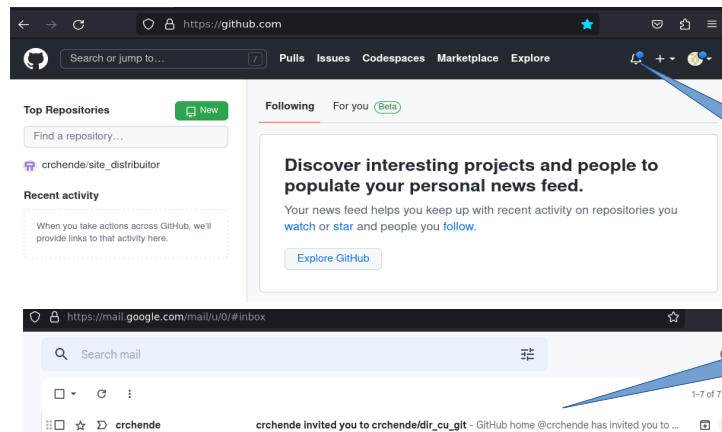 https://github.com
Search or jump to...
/
Pulls Issues Codespaces Marketplace Explore
Top Repositories
New
Find a repository...
crchende/site_distribuitor
Recent activity
When you take actions across GitHub, we'll
provide links to that activity here.
Following For you Beta
Discover interesting projects and people to
populate your personal news feed.
Your news feed helps you keep up with recent activity on repositories you
watch or star and people you follow.
Explore GitHub
https://mail.google.com/mail/u/0/#inbox
Search mail
1–7 of 7
crchende crchende invited you to crchende/dir_cu_git - GitHub home @crchende has invited you to ...